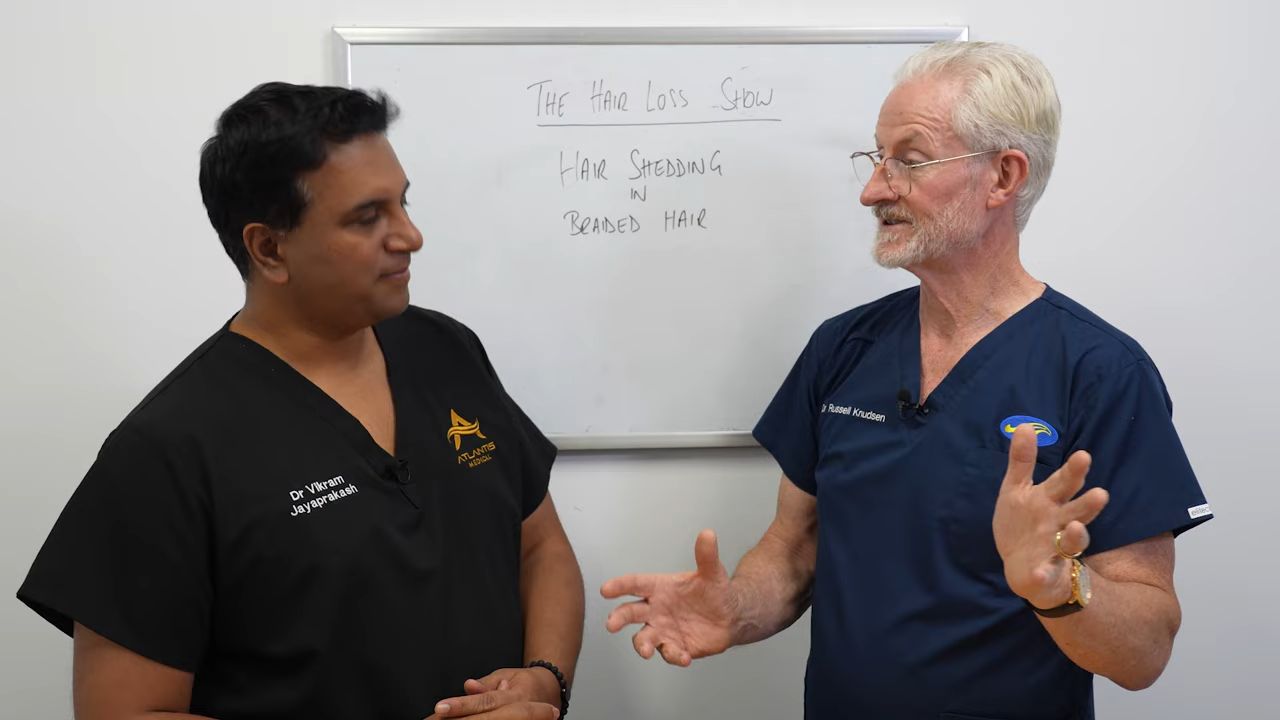 THE HAIR LOSS SHOW
HAIR SHEDDING
IN
BRAIDED HAIR
Dr Vikram
Jayaprakash
ATLANTIS
MEDICAL
Dr Russell Knudsen